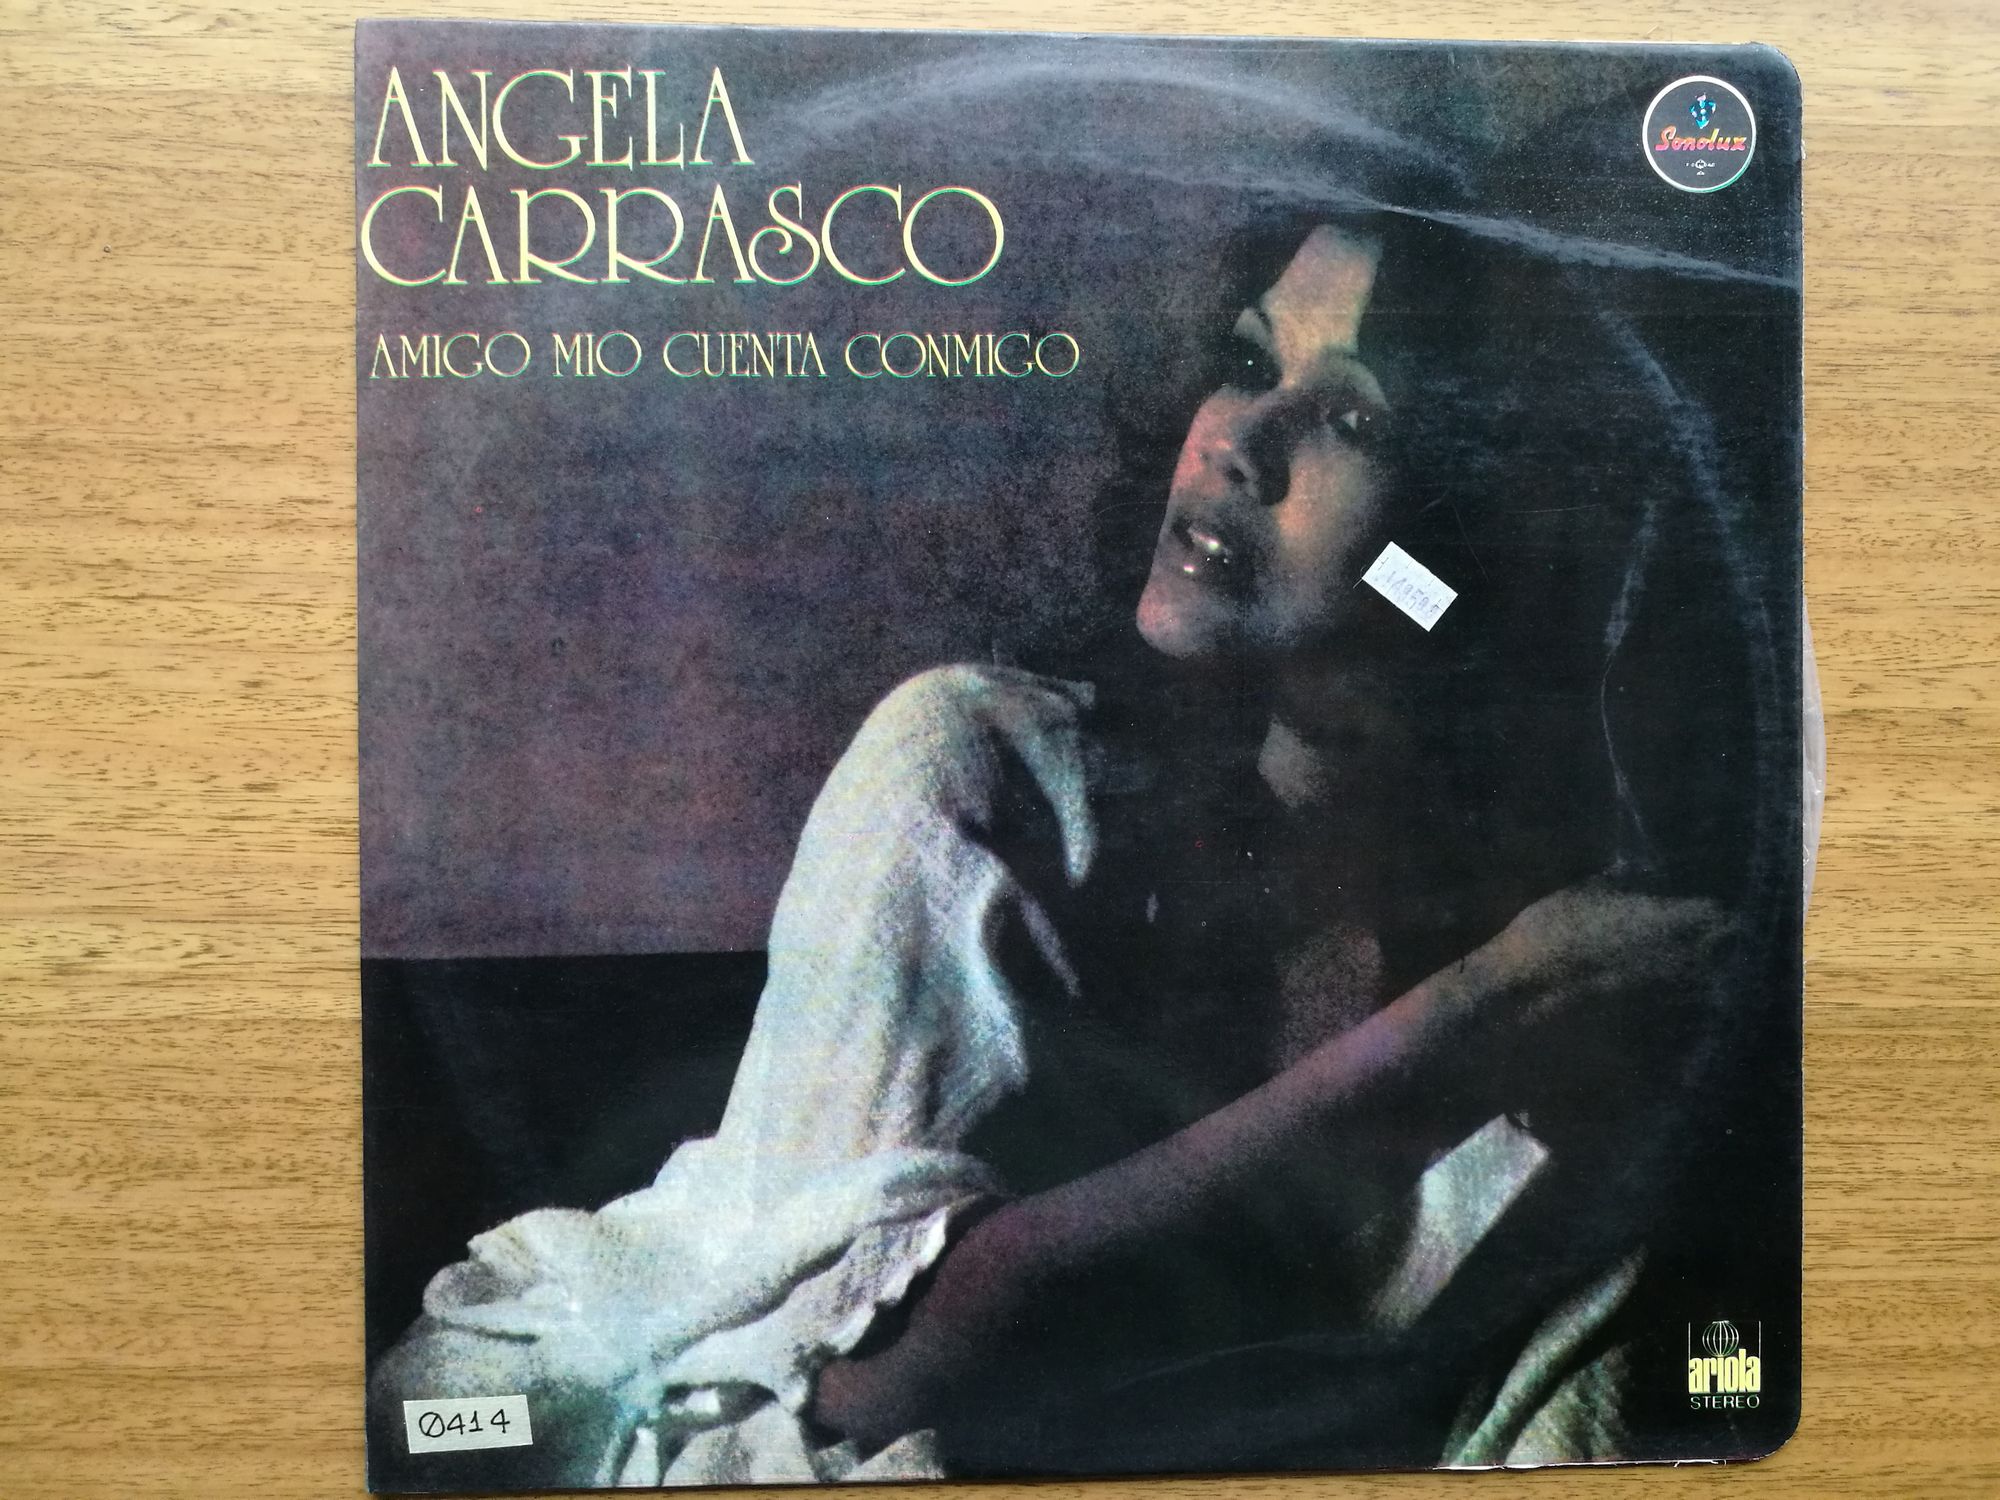 ANGELA
CARRASCO
AMIGO MIO CUENTA CONMIGO
Sonolux
ariola
STEREO
0414